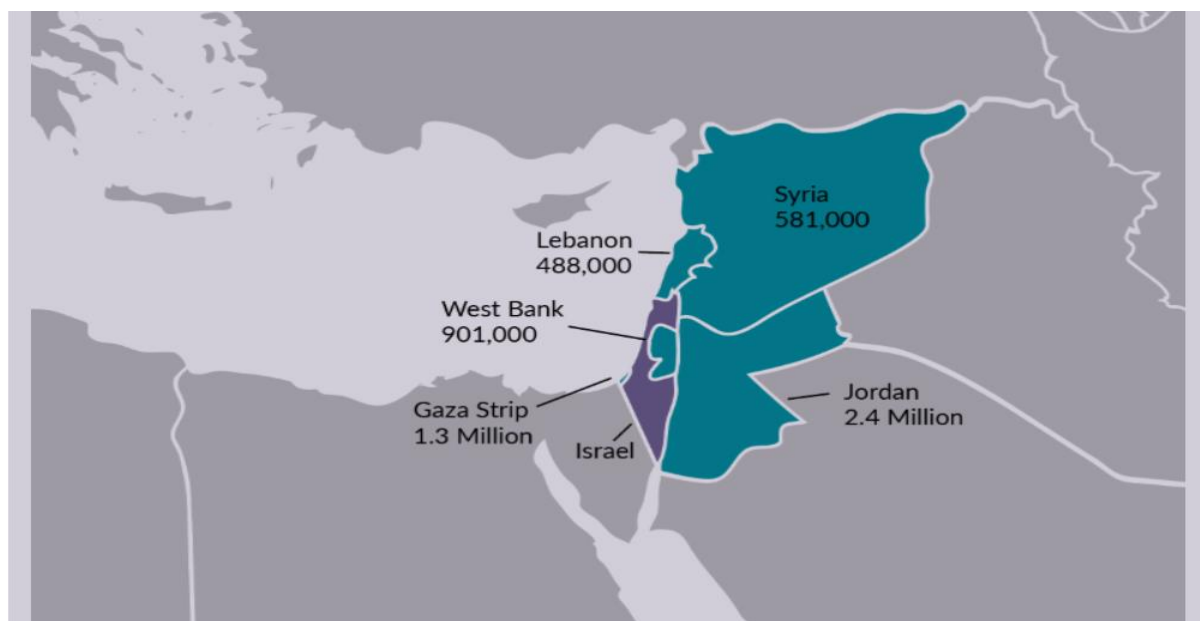 Syria
581,000
Lebanon
488,000
West Bank
901,000
Gaza Strip
1.3 Million
Israel
Jordan
2.4 Million